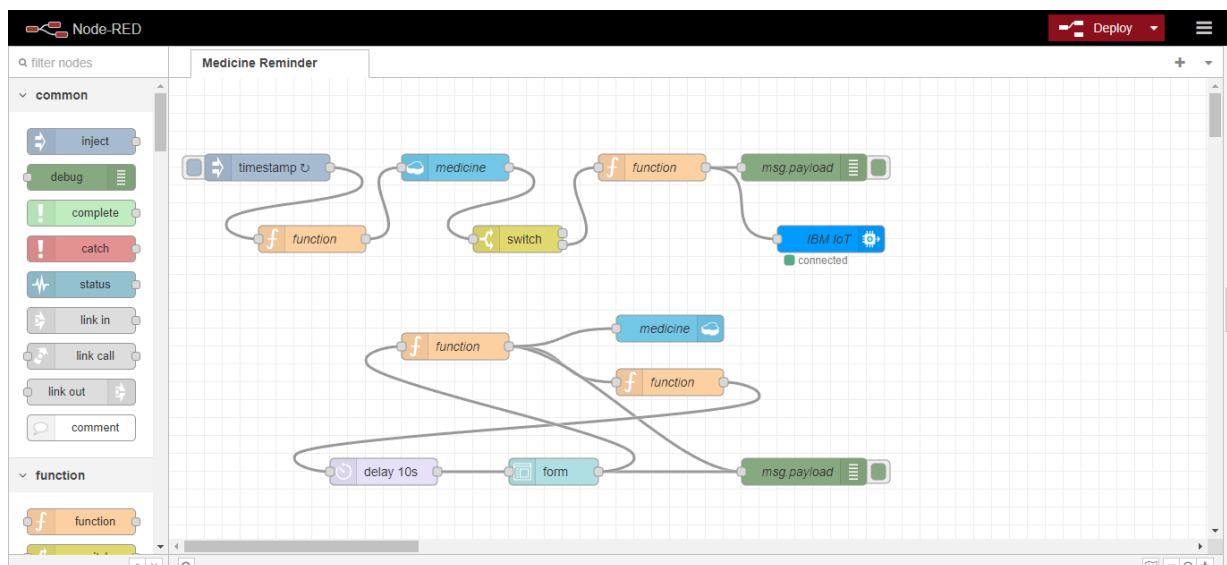 Node-RED
Deploy
filter nodes
Medicine Reminder
common
inject
debug
complete
catch
status
link in
link call
link out
comment
function
function
timestamp ↻
medicine
function
msg.payload
function
switch
IBM IoT
connected
function
medicine
function
delay 10s
form
msg.payload